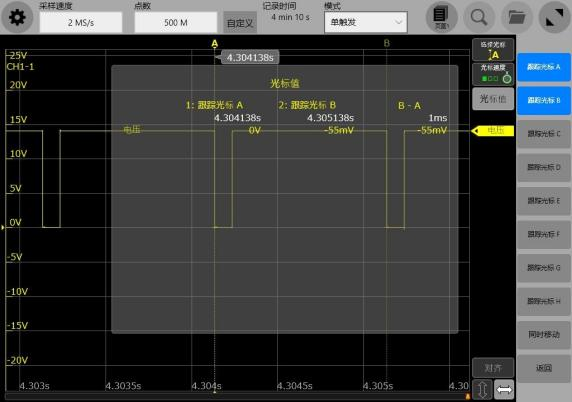 采样速度 点数 记录时间 模式
2 MS/s 500 M 自定义 4 min 10 s 单触发
页面1
A B
4.304138s
25V
CH1-1
20V
15V
10V
5V
0V
-5V
-10V
-15V
-20V
光标值
1: 跟踪光标 A 2: 跟踪光标 B B - A
4.304138s 4.305138s 1ms
电压 0V -55mV -55mV
4.303s 4.3035s 4.304s 4.3045s 4.305s 4.30
选择光标
A
光标速度
光标值
电压
对齐
跟踪光标 A
跟踪光标 B
跟踪光标 C
跟踪光标 D
跟踪光标 E
跟踪光标 F
跟踪光标 G
跟踪光标 H
同时移动
返回